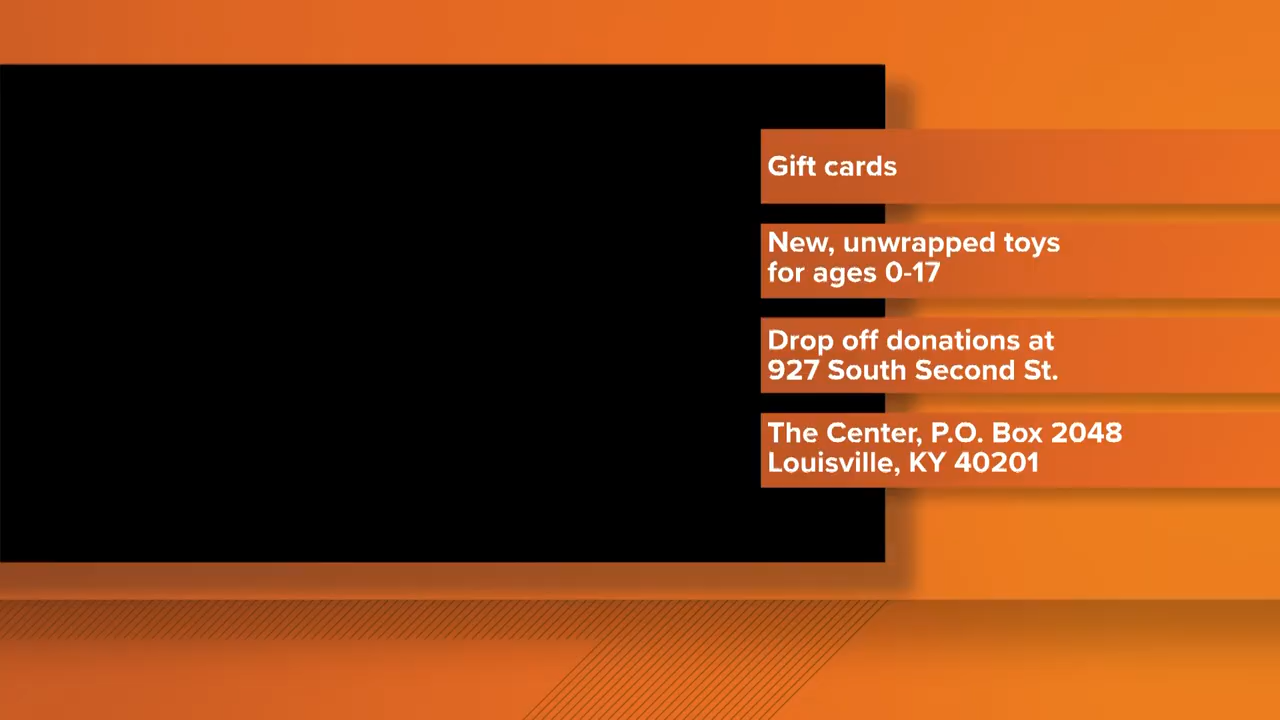 Gift cards
New, unwrapped toys
for ages 0-17
Drop off donations at
927 South Second St.
The Center, P.O. Box 2048
Louisville, KY 40201